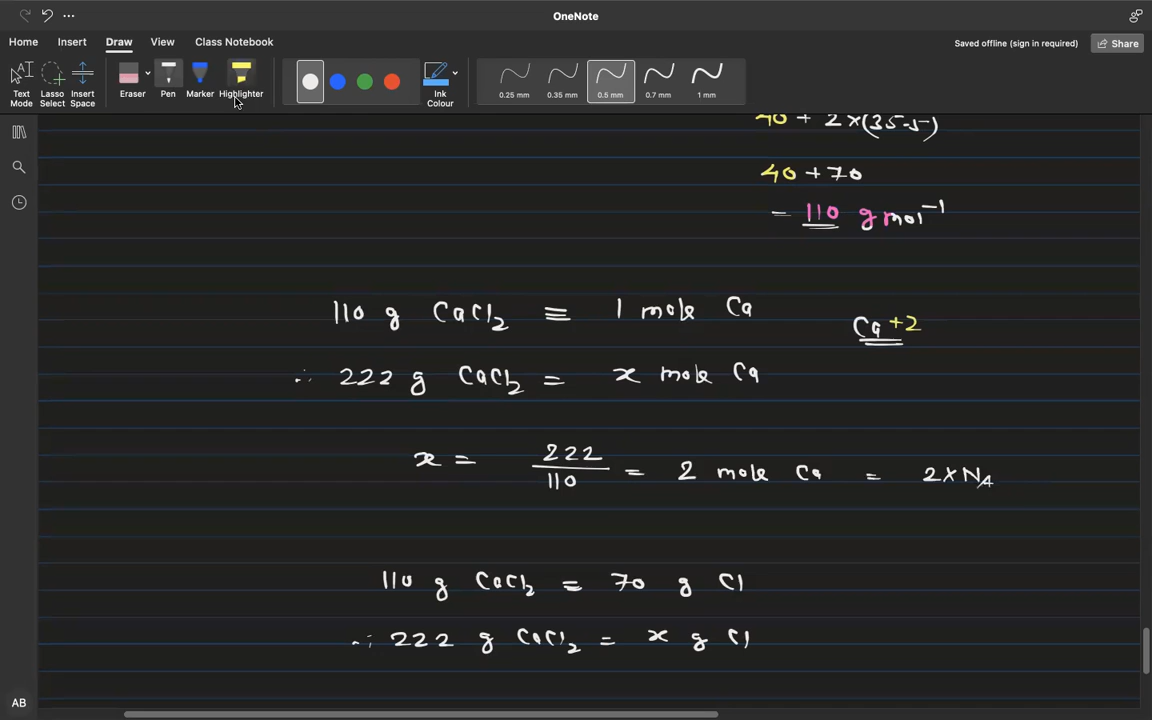 OneNote
Home Insert Draw View Class Notebook
Saved offline (sign in required) Share
Text Mode Lasso Select Insert Space Eraser Pen Marker Highlighter Ink Colour 0.25 mm 0.35 mm 0.5 mm 0.7 mm 1 mm
40 + 2 × (35.5)
40 + 70
= 110 g mol⁻¹
110 g CaCl₂ ≡ 1 mole Ca
Ca +2
∴ 222 g CaCl₂ = x mole Ca
x = 222/110 = 2 mole Ca = 2 × N_A
110 g CaCl₂ = 70 g Cl
∴ 222 g CaCl₂ = x g Cl
AB